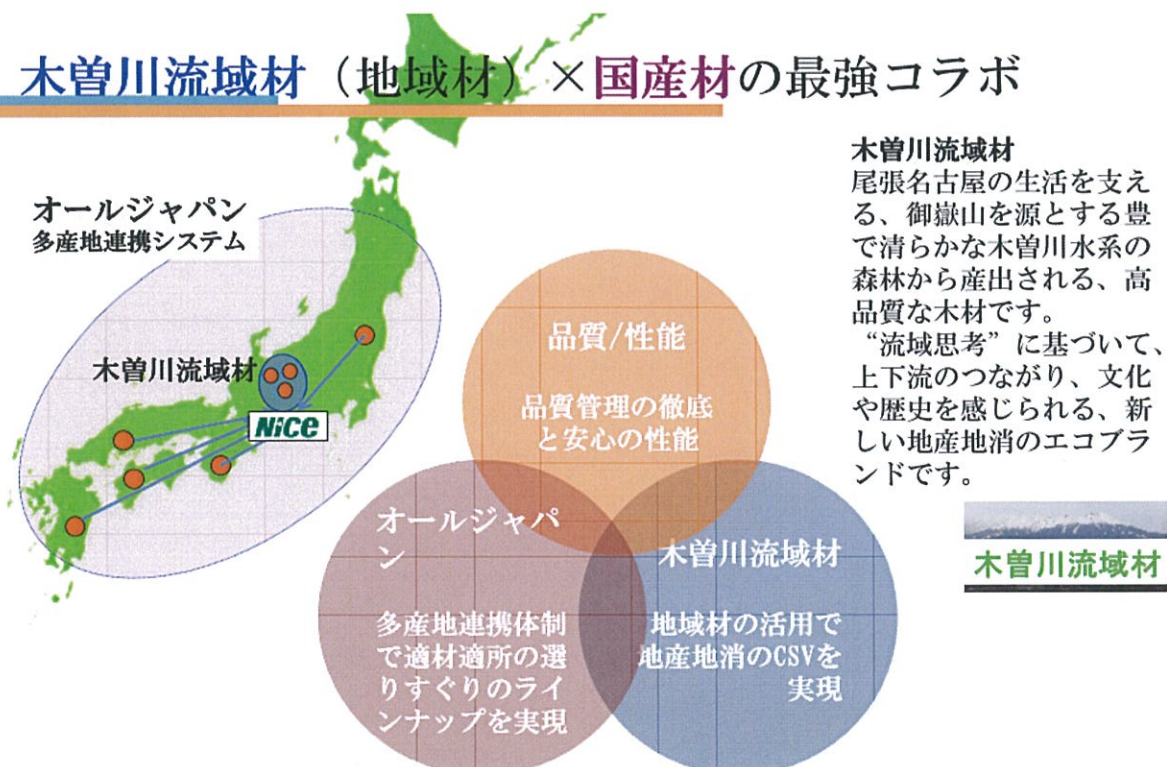 木曽川流域材（地域材）×国産材の最強コラボ
オールジャパン
多産地連携システム
木曽川流域材
NiCE
品質/性能
品質管理の徹底
と安心の性能
オールジャパ
ン
多産地連携体制
で適材適所の選
りすぐりのライ
ンナップを実現
木曽川流域材
地域材の活用で
地産地消のCSVを
実現
木曽川流域材
尾張名古屋の生活を支え
る、御嶽山を源とする豊
で清らかな木曽川水系の
森林から産出される、高
品質な木材です。
“流域思考”に基づいて、
上下流のつながり、文化
や歴史を感じられる、新
しい地産地消のエコブラ
ンドです。
木曽川流域材